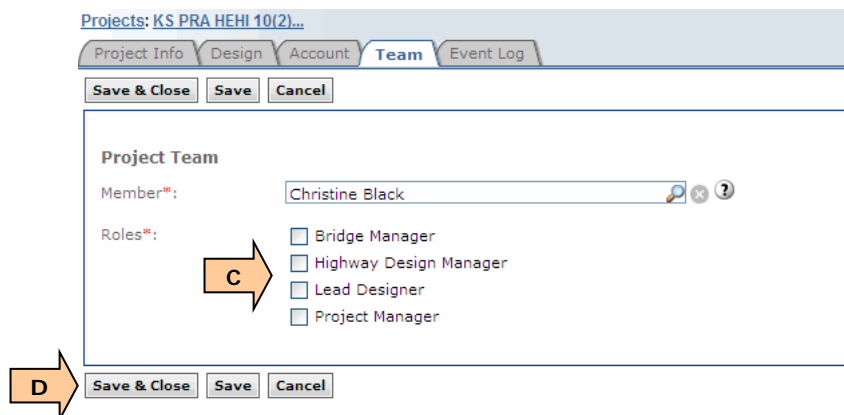 Projects: KS PRA HEHI 10(2)...
Project Info Design Account Team Event Log
Save & Close Save Cancel
Project Team
Member*: Christine Black ?
Roles*: Bridge Manager
Highway Design Manager
C
Lead Designer
Project Manager
D Save & Close Save Cancel